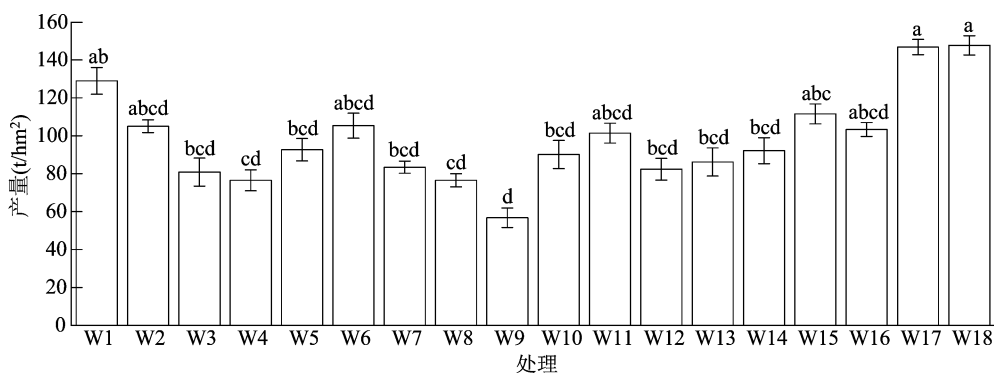 产量(t/hm²)
160
140
120
100
80
60
40
20
0
ab
abcd
bcd
cd
bcd
abcd
bcd
cd
d
bcd
abcd
bcd
bcd
bcd
abc
abcd
a
a
W1 W2 W3 W4 W5 W6 W7 W8 W9 W10 W11 W12 W13 W14 W15 W16 W17 W18
处理